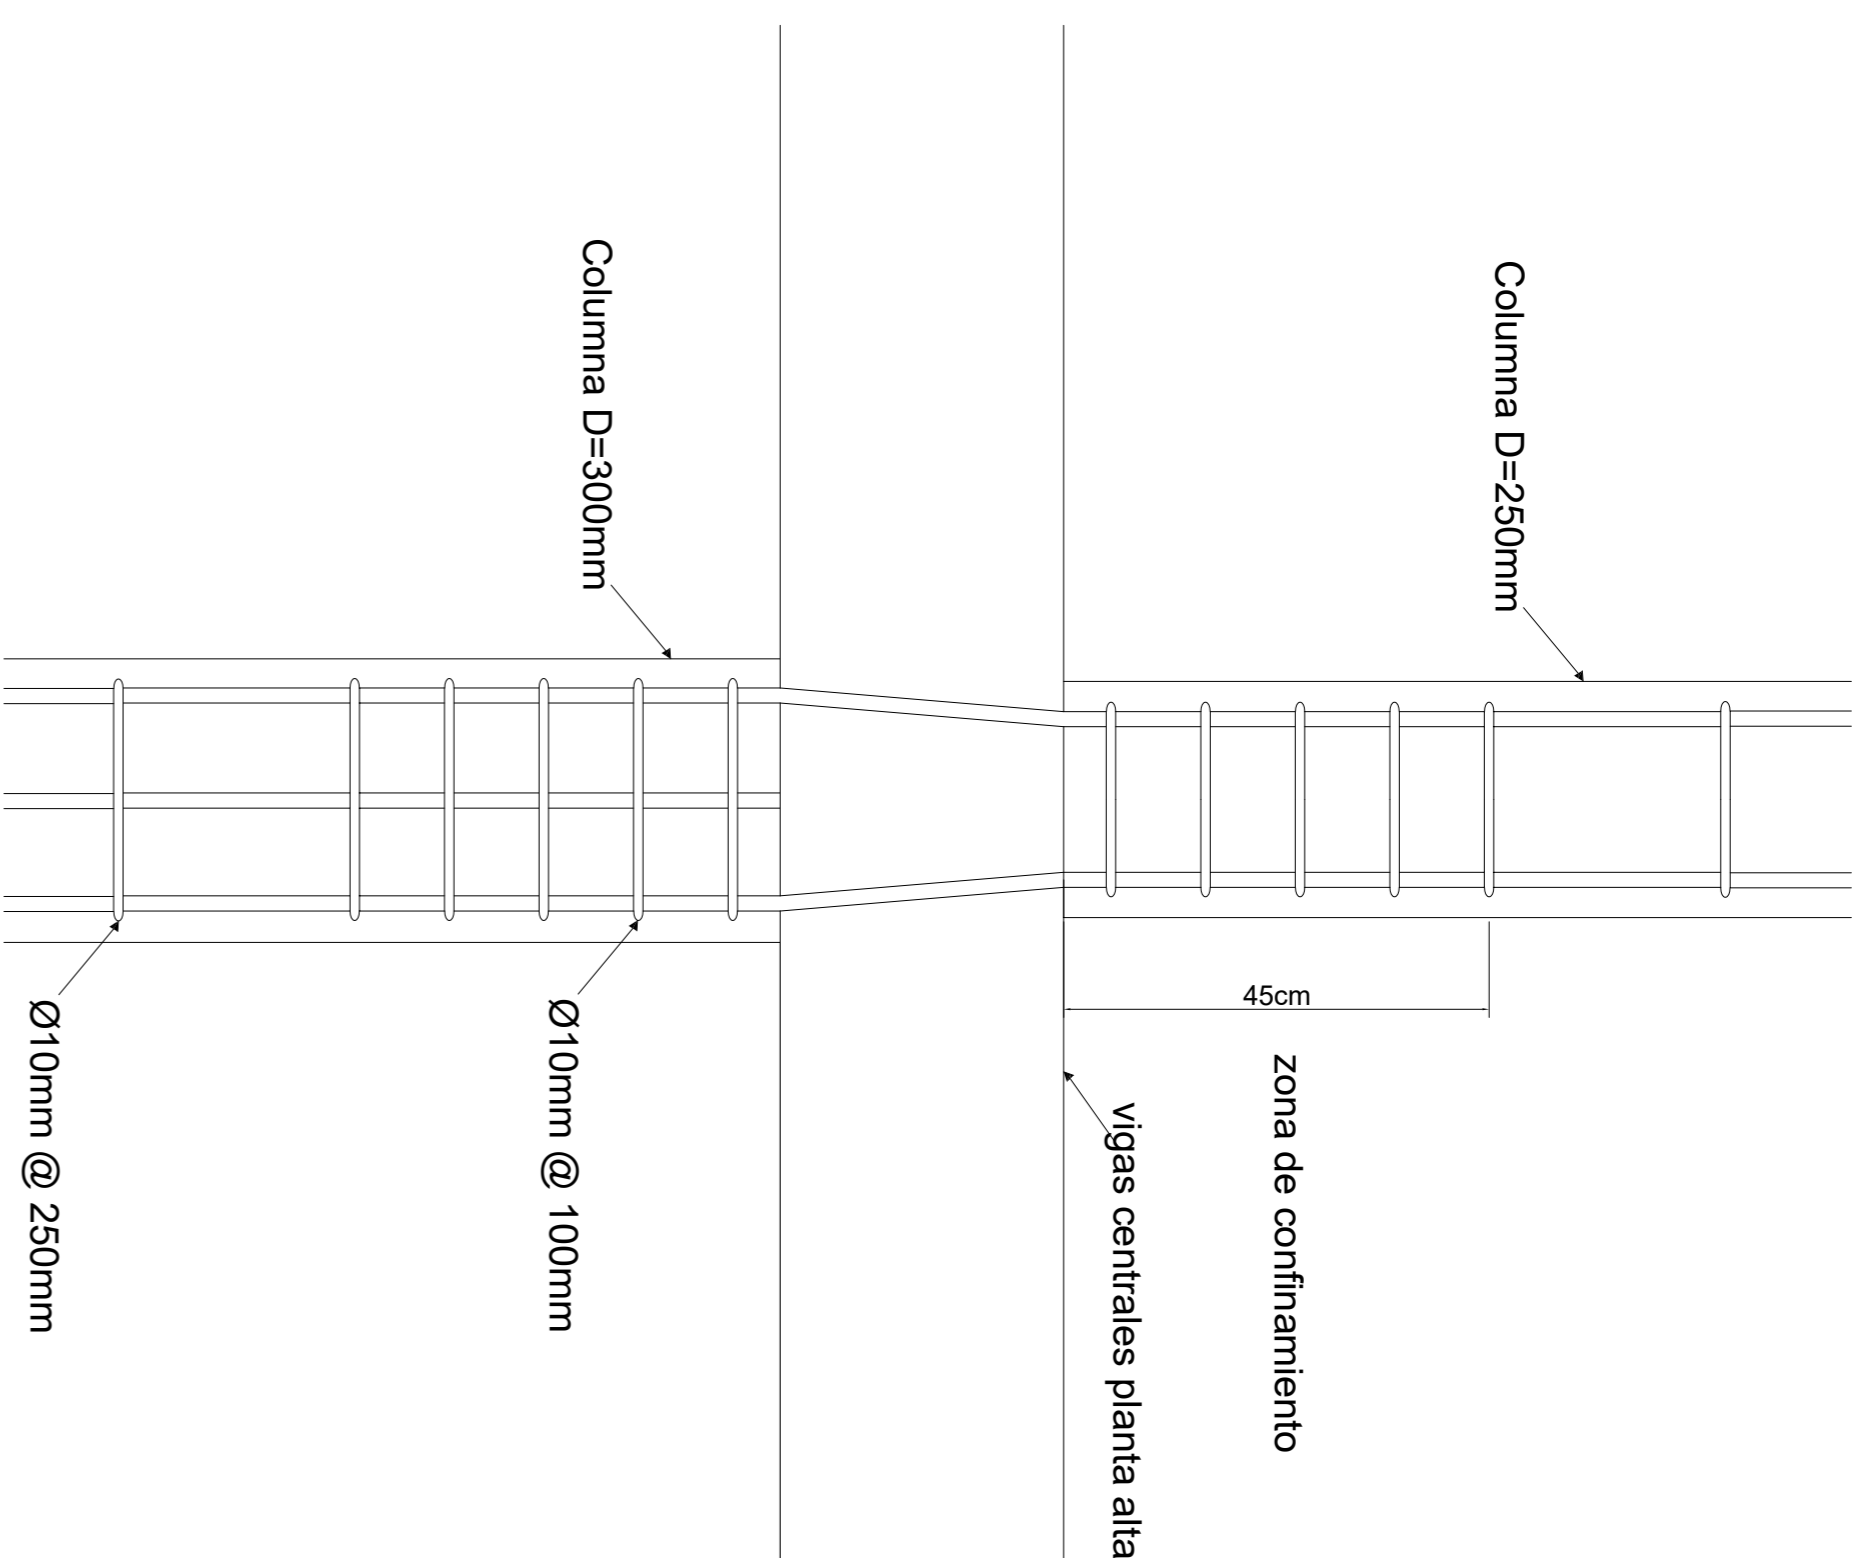 Columna D=250mm
Columna D=300mm
45cm
zona de confinamiento
vigas centrales planta alta
Ø10mm @ 100mm
Ø10mm @ 250mm